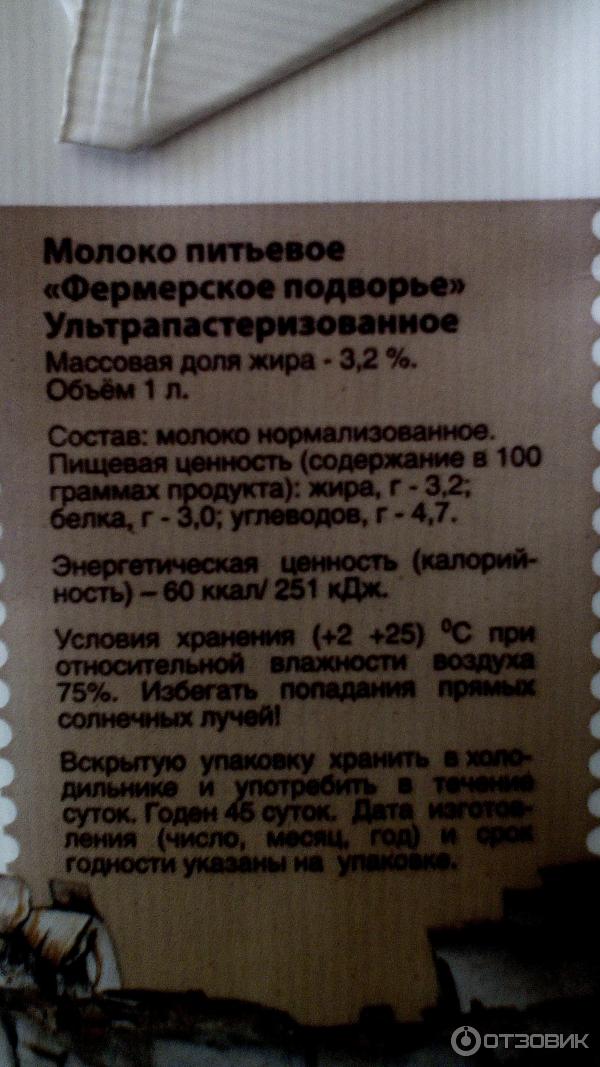 Молоко питьевое
«Фермерское подворье»
Ультрапастеризованное
Массовая доля жира - 3,2 %.
Объём 1 л.
Состав: молоко нормализованное.
Пищевая ценность (содержание в 100
граммах продукта): жира, г - 3,2;
белка, г - 3,0; углеводов, г - 4,7.
Энергетическая ценность (калорий-
ность) – 60 ккал/ 251 кДж.
Условия хранения (+2 +25) ⁰С при
относительной влажности воздуха
75%. Избегать попадания прямых
солнечных лучей!
Вскрытую упаковку хранить в холо-
дильнике и употребить в течение
суток. Годен 45 суток. Дата изготов-
ления (число, месяц, год) и срок
годности указаны на упаковке.
ОТЗОВИК